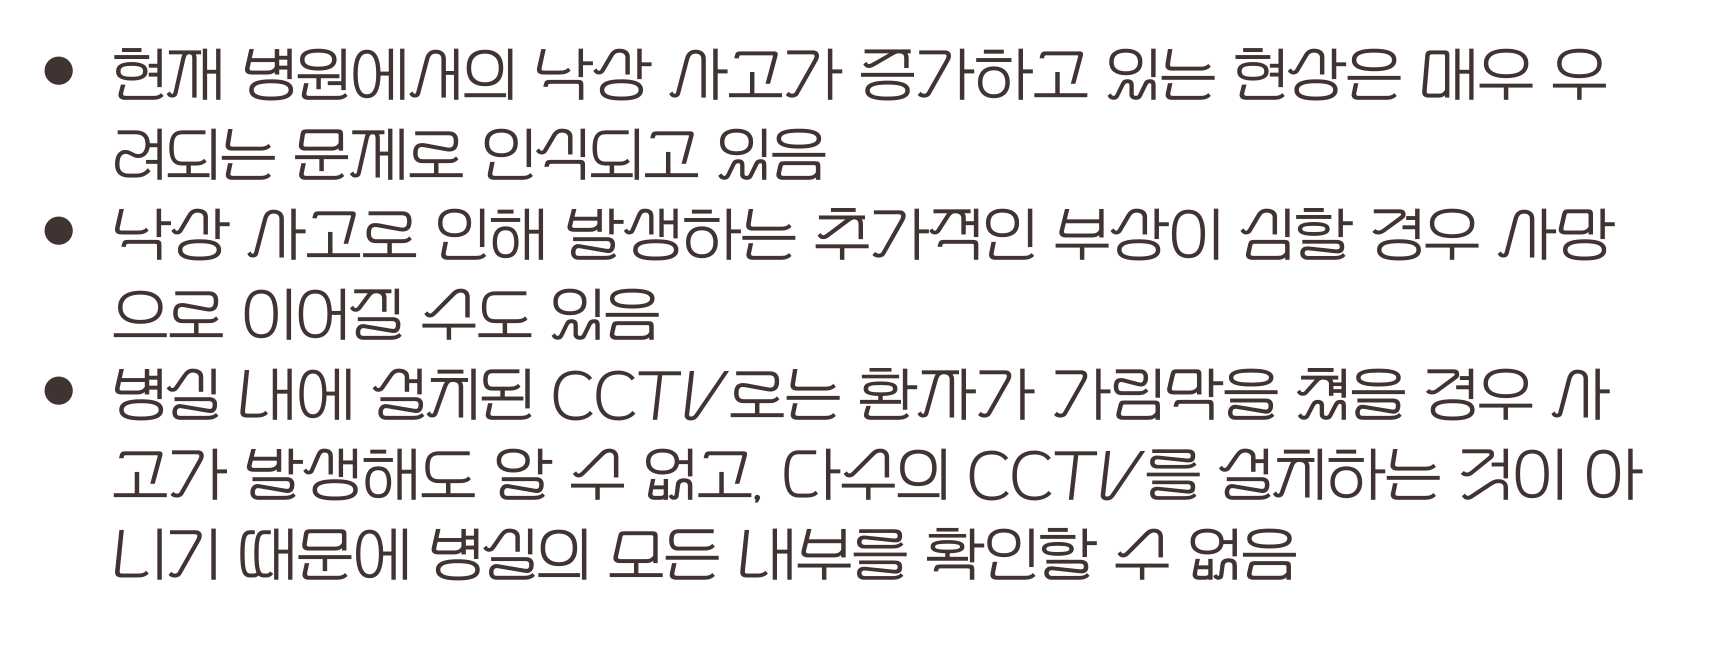 ● 현재 병원에서의 낙상 사고가 증가하고 있는 현상은 매우 우
려되는 문제로 인식되고 있음
● 낙상 사고로 인해 발생하는 추가적인 부상이 심할 경우 사망
으로 이어질 수도 있음
● 병실 내에 설치된 CCTV로는 환자가 가림막을 쳤을 경우 사
고가 발생해도 알 수 없고, 다수의 CCTV를 설치하는 것이 아
니기 때문에 병실의 모든 내부를 확인할 수 없음